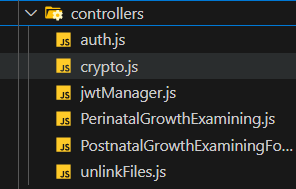 controllers
JS auth.js
JS crypto.js
JS jwtManager.js
JS PerinatalGrowthExamining.js
JS PostnatalGrowthExaminingFo...
JS unlinkFiles.js